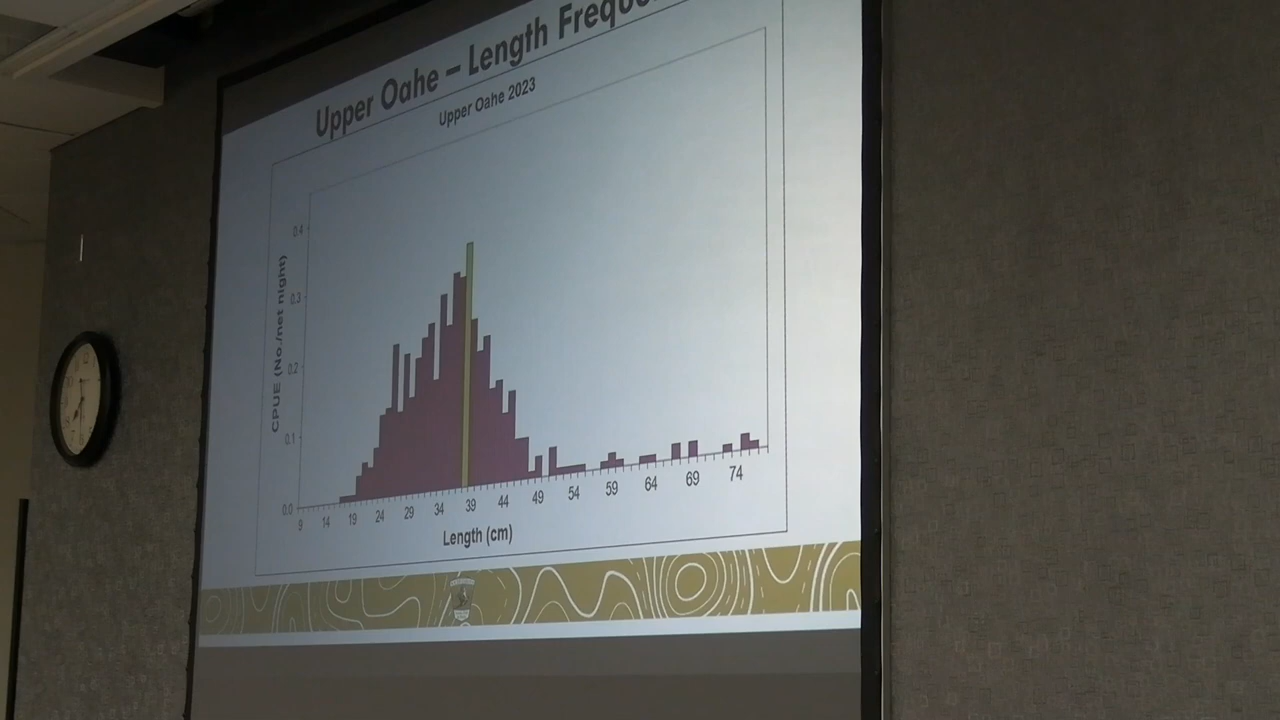 Upper Oahe – Length Freque
Upper Oahe 2023
CPUE (No./net night)
0.4
0.3
0.2
0.1
0.0
9 14 19 24 29 34 39 44 49 54 59 64 69 74
Length (cm)